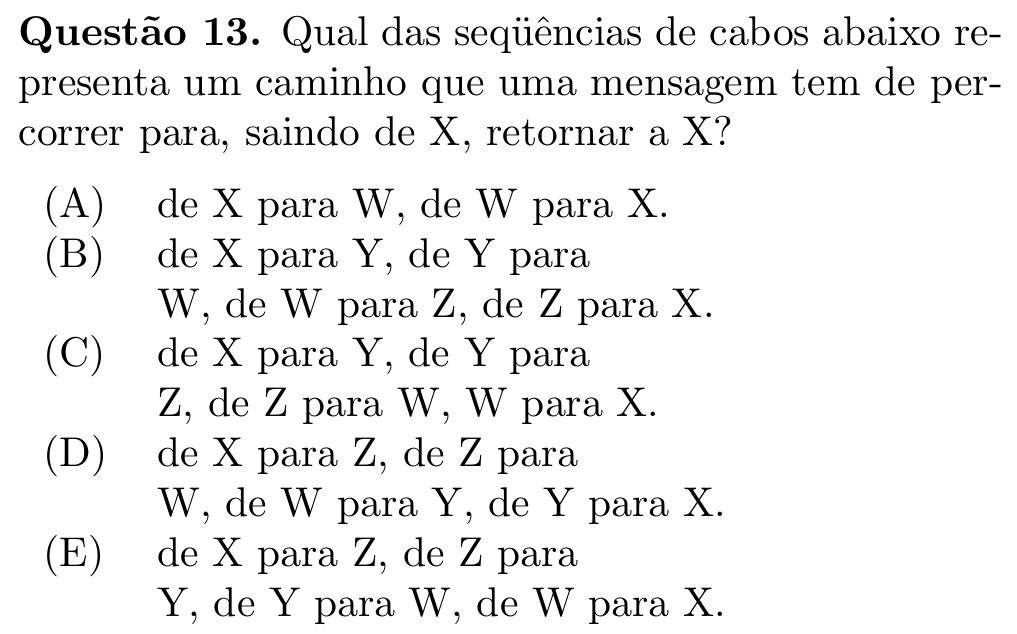 Questão 13. Qual das seqüências de cabos abaixo re-
presenta um caminho que uma mensagem tem de per-
correr para, saindo de X, retornar a X?
(A) de X para W, de W para X.
(B) de X para Y, de Y para
W, de W para Z, de Z para X.
(C) de X para Y, de Y para
Z, de Z para W, W para X.
(D) de X para Z, de Z para
W, de W para Y, de Y para X.
(E) de X para Z, de Z para
Y, de Y para W, de W para X.